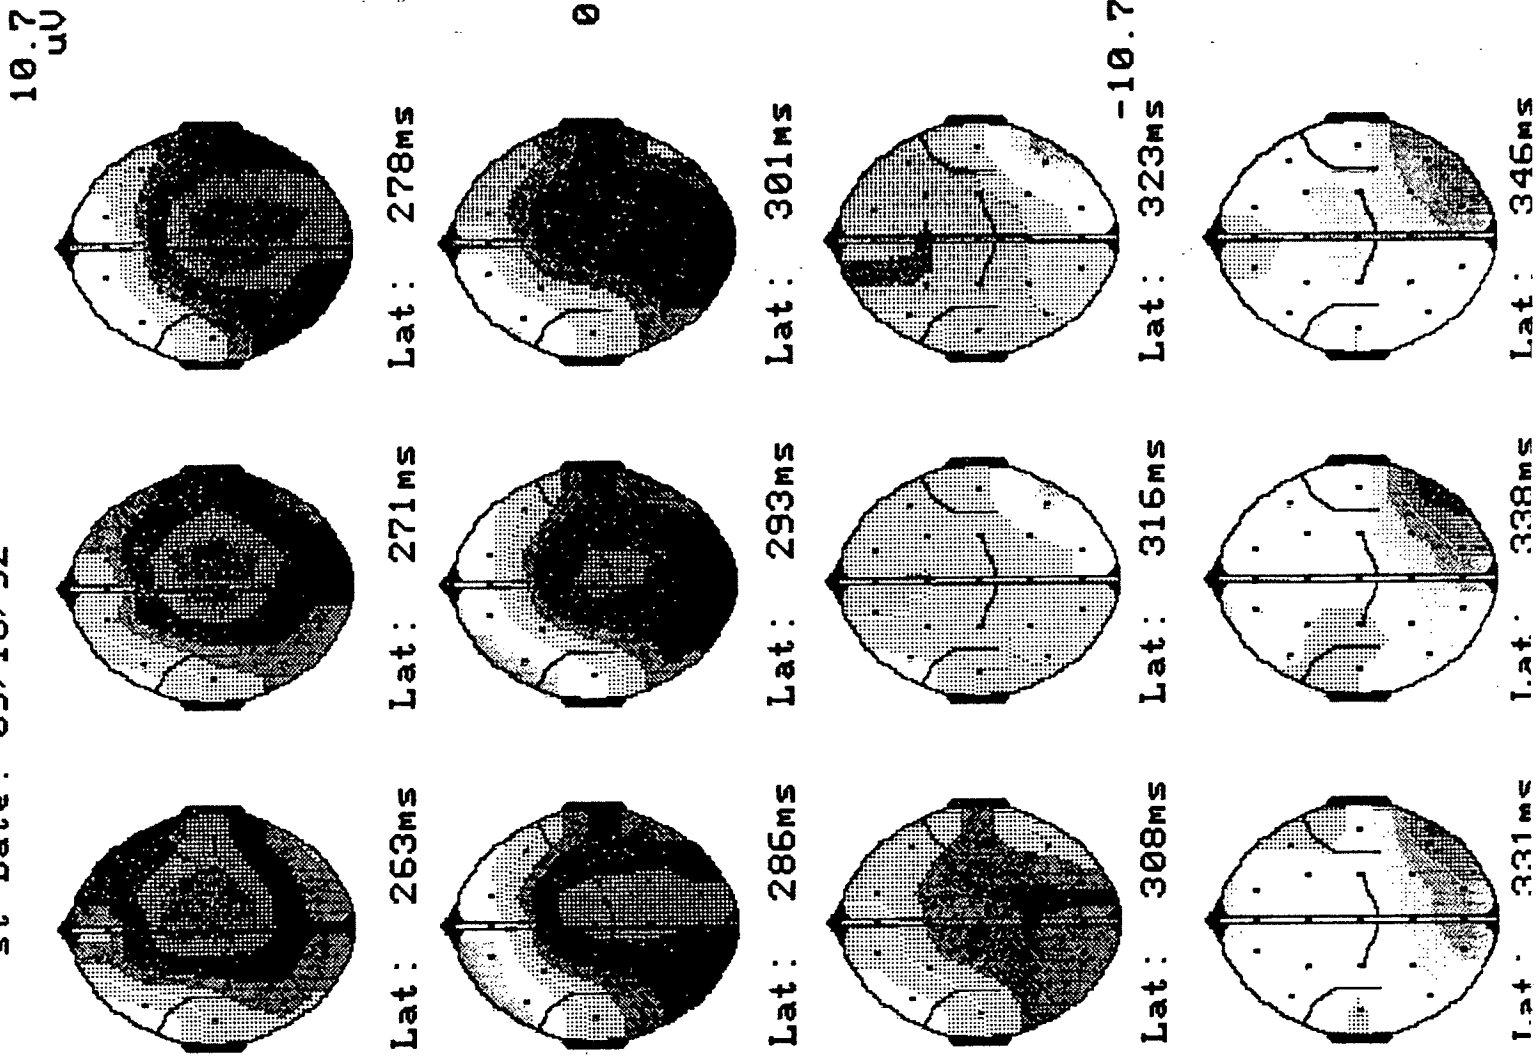 10.7
uV
Lat: 263ms
Lat: 271ms
Lat: 278ms
0
Lat: 286ms
Lat: 293ms
Lat: 301ms
-10.7
Lat: 308ms
Lat: 316ms
Lat: 323ms
Lat: 331ms
Lat: 338ms
Lat: 346ms